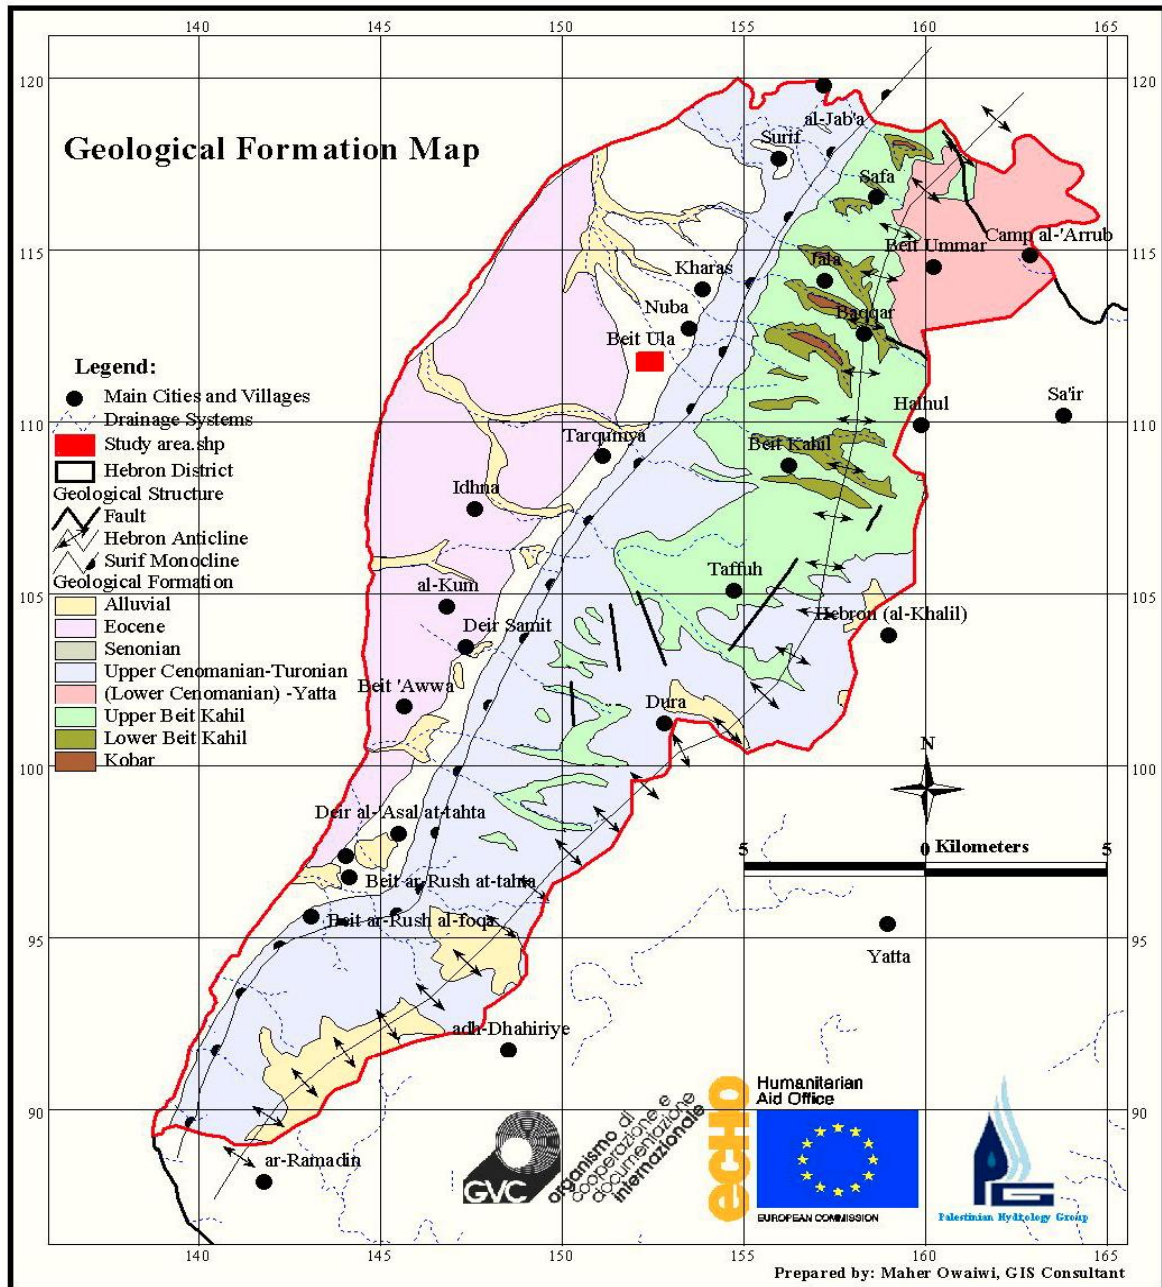 140 145 150 155 160 165
120 120
Geological Formation Map
al-Jab'a
Surif
Safa
115 115
Camp al-'Arrub
Beit Ummar
Kharas
Jala
Nuba
Baqqar
Beit Ula
Legend:
Main Cities and Villages
Drainage Systems
Study area.shp
Hebron District
Geological Structure
Fault
Hebron Anticline
Surif Monocline
Geological Formation
Alluvial
Eocene
Senonian
Upper Cenomanian-Turonian
(Lower Cenomanian) -Yatta
Upper Beit Kahil
Lower Beit Kahil
Kobar
Sa'ir
Halhul
110 110
Tarqumya
Beit Kahil
Idhna
Taffuh
105 105
al-Kum
Hebron (al-Khalil)
Deir Samit
Beit 'Awwa
Dura
100 100
N
Deir al-'Asal at-tahta
5 0 Kilometers 5
Beit ar-Rush at-tahta
Beit ar-Rush al-foqa
95 95
Yatta
adh-Dhahiriye
90 90
ar-Ramadin
GVC
organismo di
cooperazione e
documentazione
internazionale
ECHO
Humanitarian
Aid Office
EUROPEAN COMMISSION
PG
Palestinian Hydrology Group
140 145 150 155 160 165
Prepared by: Maher Owaiwi, GIS Consultant